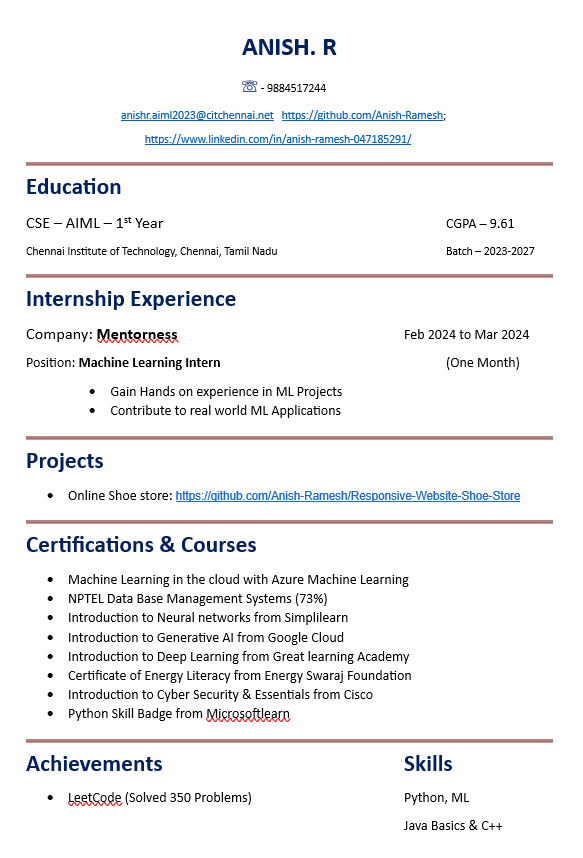 ANISH. R
☏ - 9884517244
anishr.aiml2023@citchennai.net https://github.com/Anish-Ramesh;
https://www.linkedin.com/in/anish-ramesh-047185291/
Education
CSE – AIML – 1st Year CGPA – 9.61
Chennai Institute of Technology, Chennai, Tamil Nadu Batch – 2023-2027
Internship Experience
Company: Mentorness Feb 2024 to Mar 2024
Position: Machine Learning Intern (One Month)
• Gain Hands on experience in ML Projects
• Contribute to real world ML Applications
Projects
• Online Shoe store: https://github.com/Anish-Ramesh/Responsive-Website-Shoe-Store
Certifications & Courses
• Machine Learning in the cloud with Azure Machine Learning
• NPTEL Data Base Management Systems (73%)
• Introduction to Neural networks from Simplilearn
• Introduction to Generative AI from Google Cloud
• Introduction to Deep Learning from Great learning Academy
• Certificate of Energy Literacy from Energy Swaraj Foundation
• Introduction to Cyber Security & Essentials from Cisco
• Python Skill Badge from Microsoftlearn
Achievements Skills
• LeetCode (Solved 350 Problems) Python, ML
Java Basics & C++